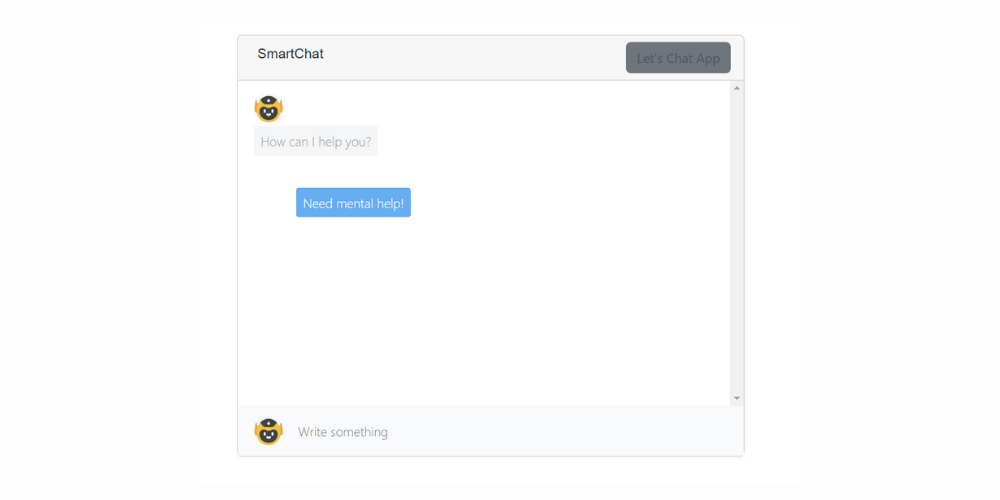 SmartChat
Let's Chat App
How can I help you?
Need mental help!
Write something